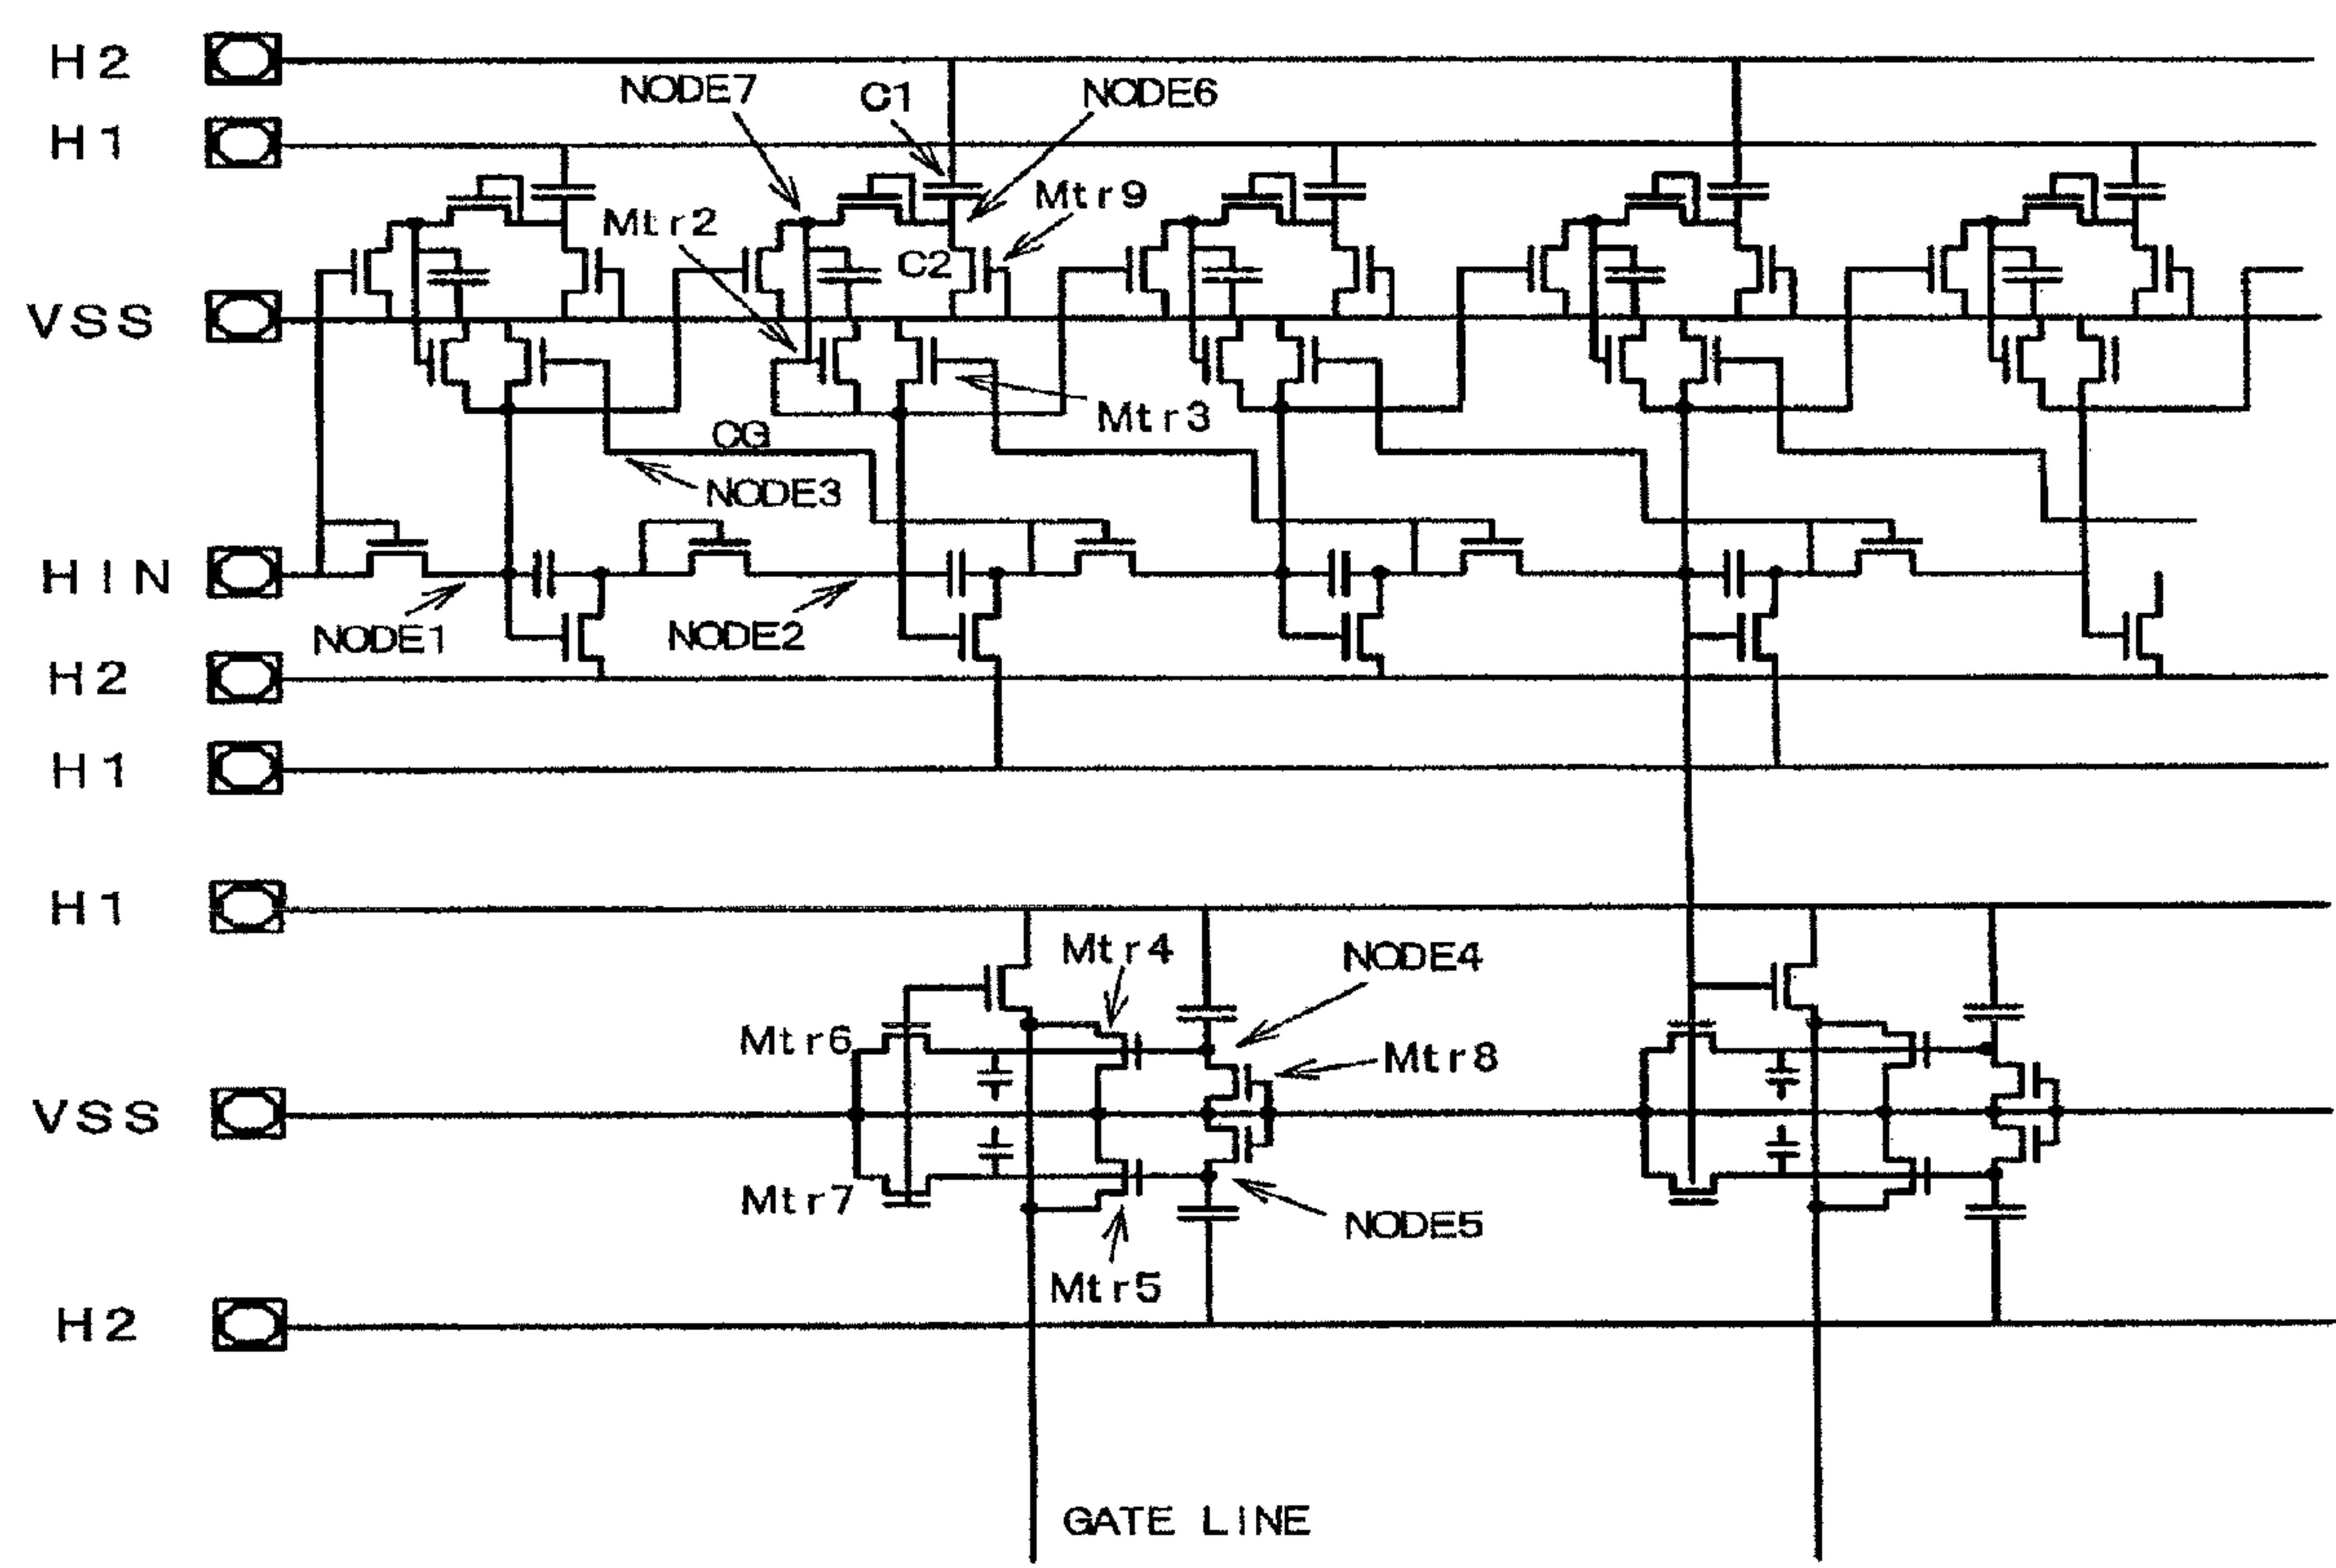 H2
NODE7
C1
NODE6
H1
Mtr9
Mtr2
C2
VSS
Mtr3
CG
NODE3
HIN
NODE1
NODE2
H2
H1
H1
Mtr4
NODE4
Mtr6
Mtr8
VSS
Mtr7
NODE5
Mtr5
H2
GATE LINE